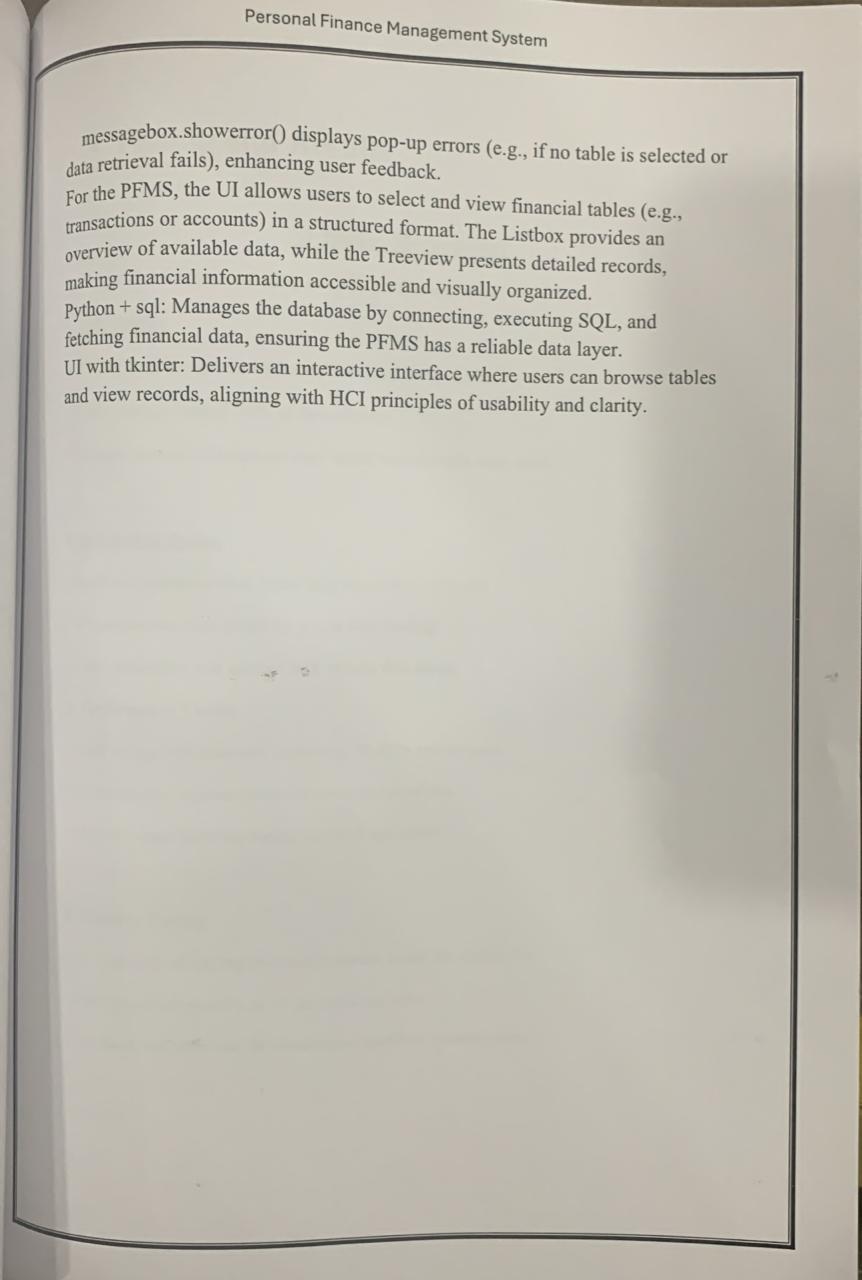 Personal Finance Management System
messagebox.showerror() displays pop-up errors (e.g., if no table is selected or
data retrieval fails), enhancing user feedback.
For the PFMS, the UI allows users to select and view financial tables (e.g.,
transactions or accounts) in a structured format. The Listbox provides an
overview of available data, while the Treeview presents detailed records,
making financial information accessible and visually organized.
Python + sql: Manages the database by connecting, executing SQL, and
fetching financial data, ensuring the PFMS has a reliable data layer.
UI with tkinter: Delivers an interactive interface where users can browse tables
and view records, aligning with HCI principles of usability and clarity.